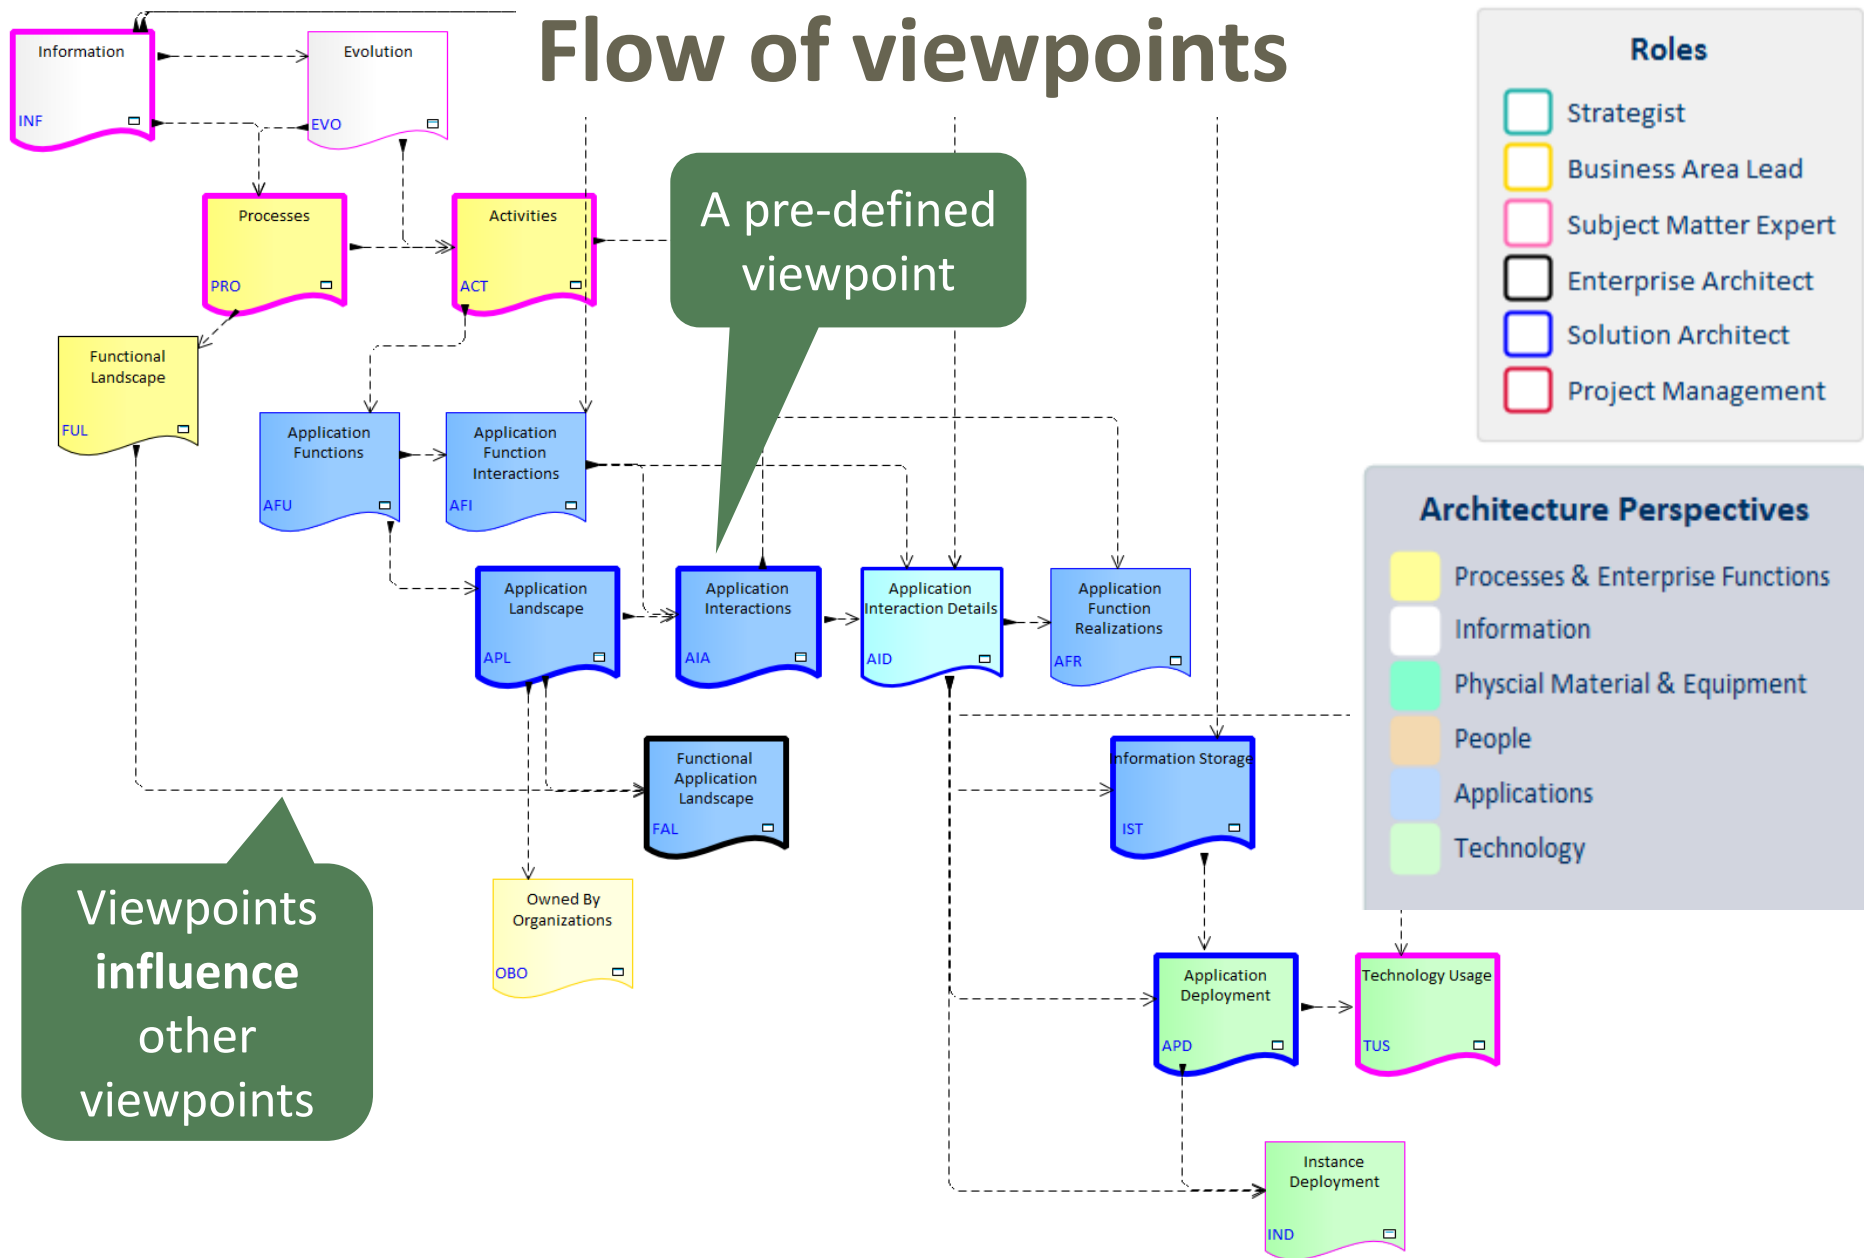 Flow of viewpoints
Information
INF
Evolution
EVO
Processes
PRO
Activities
ACT
A pre-defined
viewpoint
Functional
Landscape
FUL
Application
Functions
AFU
Application
Function
Interactions
AFI
Application
Landscape
APL
Application
Interactions
AIA
Application
Interaction Details
AID
Application
Function
Realizations
AFR
Functional
Application
Landscape
FAL
Information Storage
IST
Viewpoints
influence
other
viewpoints
Owned By
Organizations
OBO
Application
Deployment
APD
Technology Usage
TUS
Instance
Deployment
IND
Roles
Strategist
Business Area Lead
Subject Matter Expert
Enterprise Architect
Solution Architect
Project Management
Architecture Perspectives
Processes & Enterprise Functions
Information
Physcial Material & Equipment
People
Applications
Technology